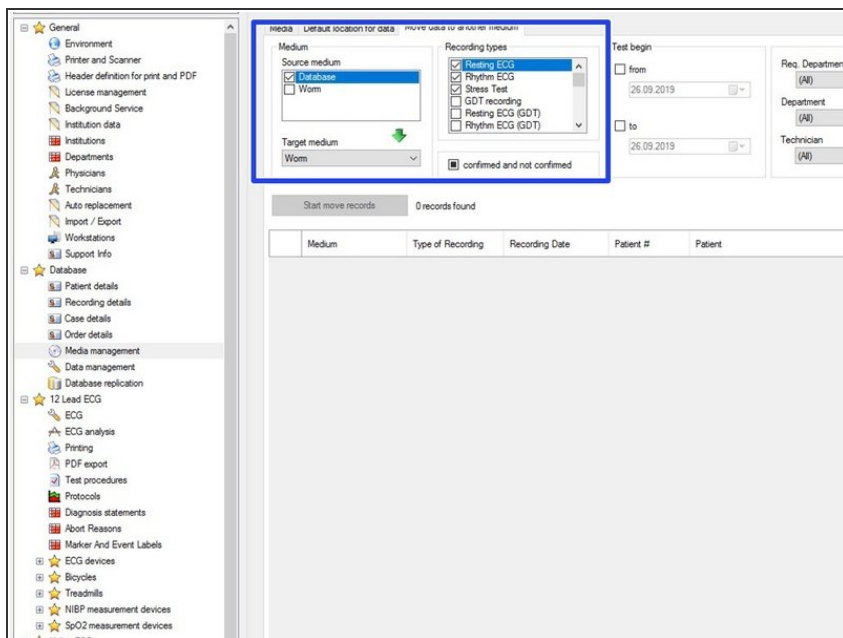 General
Environment
Printer and Scanner
Header definition for print and PDF
License management
Background Service
Institution data
Institutions
Departments
Physicians
Technicians
Auto replacement
Import / Export
Workstations
Support Info
Database
Patient details
Recording details
Case details
Order details
Media management
Data management
Database replication
12 Lead ECG
ECG
ECG analysis
Printing
PDF export
Test procedures
Protocols
Diagnosis statements
Abort Reasons
Marker And Event Labels
ECG devices
Bicycles
Treadmills
NIBP measurement devices
SpO2 measurement devices
Media Default location for data Move data to another medium
Medium
Source medium
Database
Worm
Target medium
Worm
Recording types
Resting ECG
Rhythm ECG
Stress Test
GDT recording
Resting ECG (GDT)
Rhythm ECG (GDT)
confirmed and not confirmed
Test begin
from
26.09.2019
to
26.09.2019
Req. Department
(All)
Department
(All)
Technician
(All)
Start move records 0 records found
Medium Type of Recording Recording Date Patient # Patient